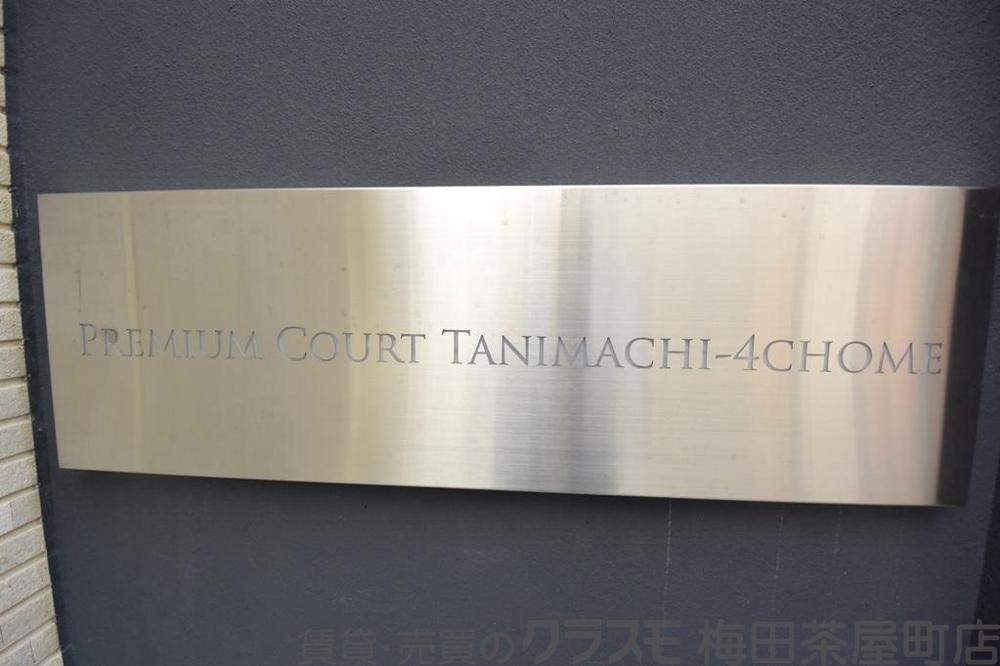 PREMIUM COURT TANIMACHI-4CHOME
賃貸・売買のクラスモ 梅田茶屋町店